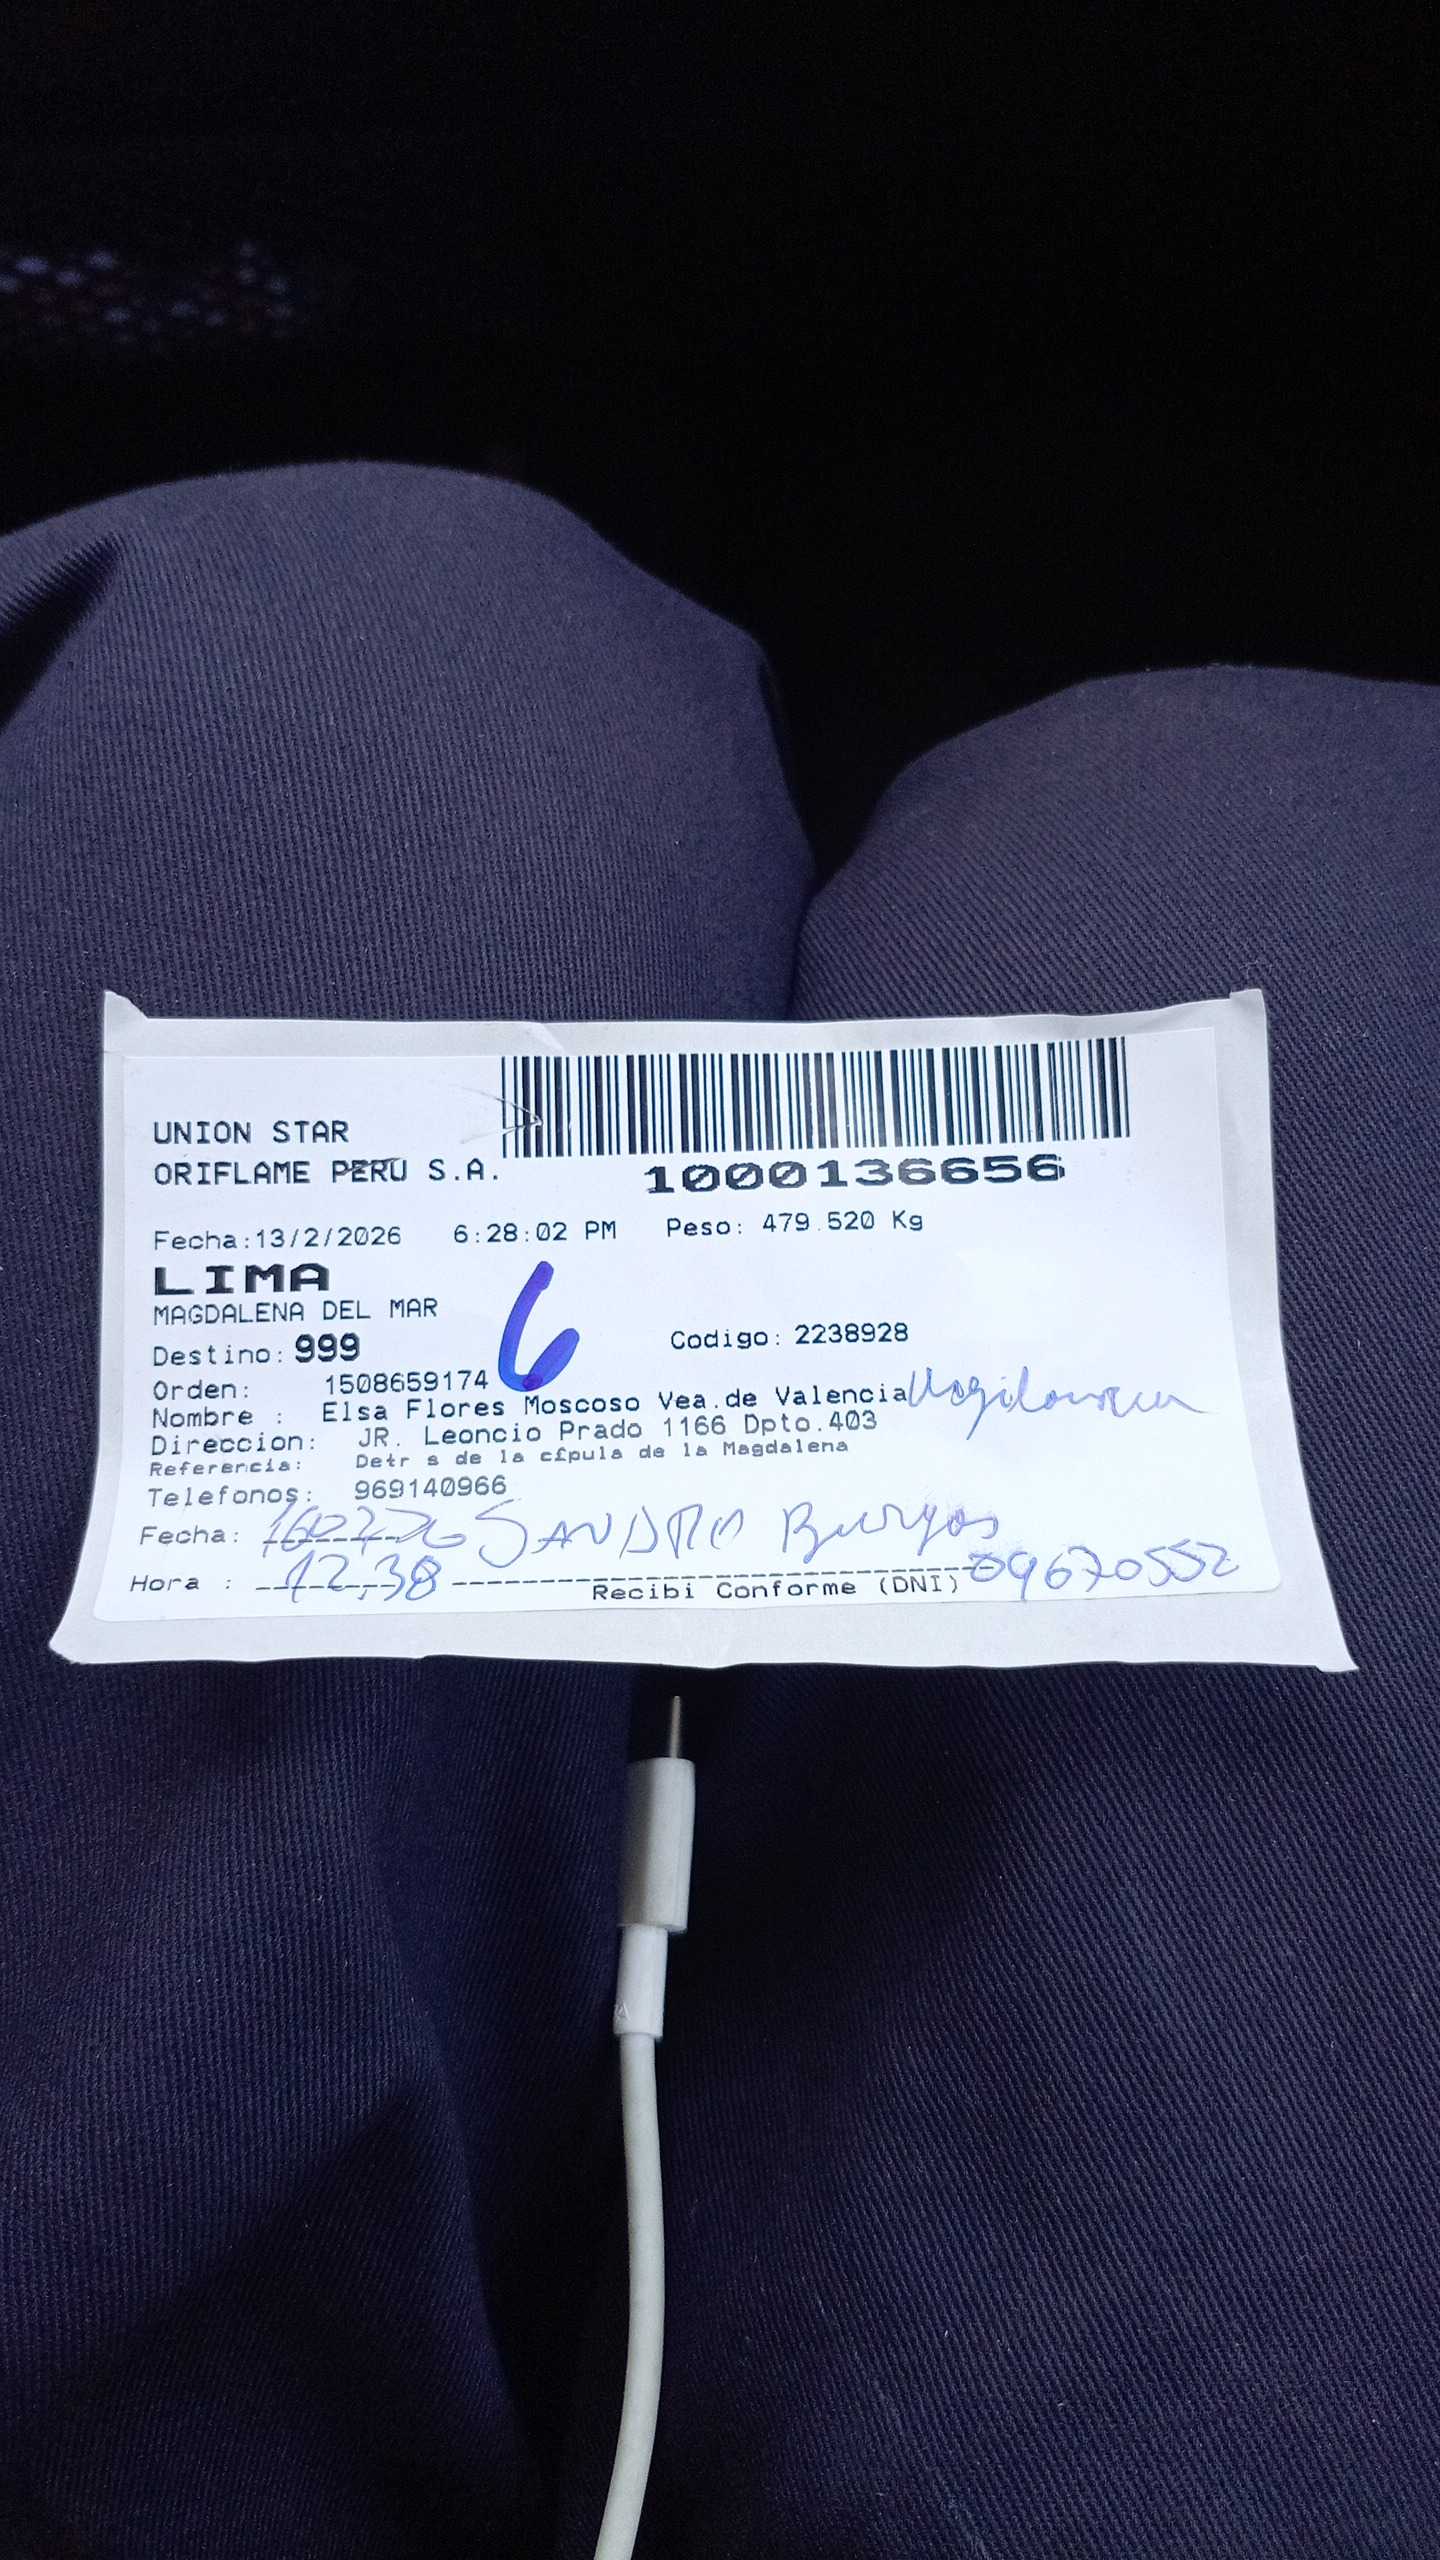 UNION STAR
ORIFLAME PERU S.A.
1000136656
Fecha:13/2/2026 6:28:02 PM Peso: 479.520 Kg
LIMA
MAGDALENA DEL MAR
6
Destino: 999 Codigo: 2238928
Orden: 1508659174
Nombre : Elsa Flores Moscoso Vea.de Valencia Vigilancia
Direccion: JR. Leoncio Prado 1166 Dpto.403
Referencia: Detr s de la cfpula de la Magdalena
Telefonos: 969140966
Fecha: 160226 SANDRO Burgos
Hora : 12:38 Recibi Conforme (DNI) 09670552